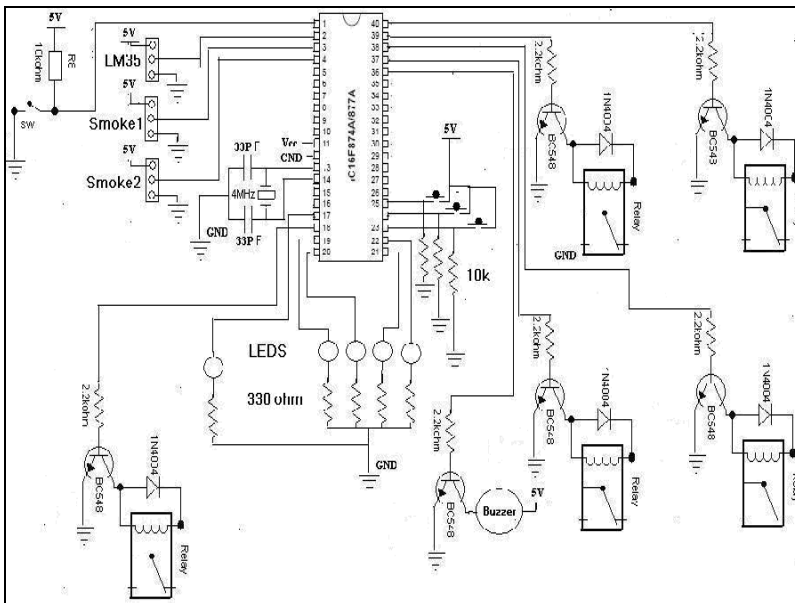 5V
10kohm
RE
SW
5V
LM35
5V
Smoke1
5V
Smoke2
33P F
4MHz
33P F
GND
Vcc
GND
1
2
3
4
5
6
7
8
9
10
11
13
14
15
16
17
18
19
20
C16F874A/877A
40
39
38
37
36
35
34
33
32
31
30
29
28
27
26
25
24
23
22
21
5V
10k
2.2kohm
BC548
1N4004
Relay
GND
2.2kohm
BC548
1N4004
Relay
LEDS
330 ohm
GND
2.2kohm
BC548
1N4004
Relay
2.2kohm
BC548
Buzzer
5V
2.2kohm
BC548
1N4004
Relay
2.2kohm
BC548
1N4004
Relay